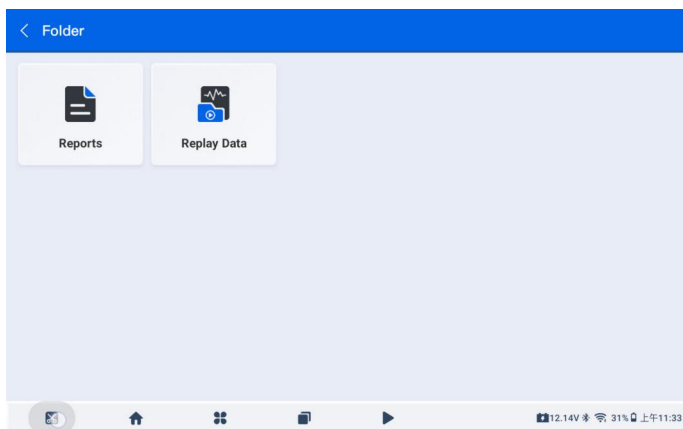 Folder
Reports
Replay Data
12.14V 31% 上午11:33